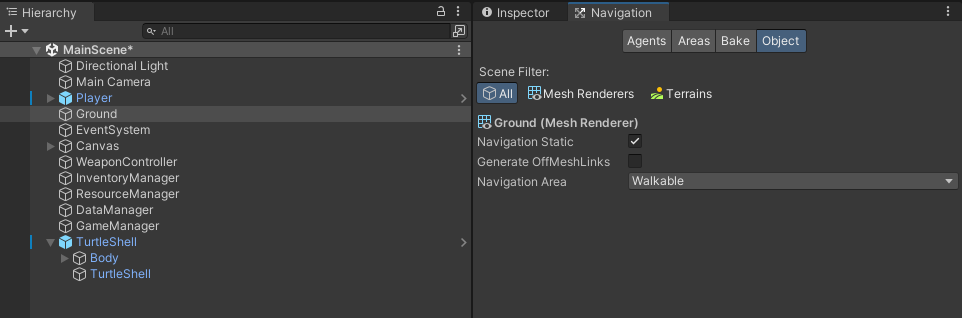 Hierarchy
All
MainScene*
Directional Light
Main Camera
Player
Ground
EventSystem
Canvas
WeaponController
InventoryManager
ResourceManager
DataManager
GameManager
TurtleShell
Body
TurtleShell
Inspector Navigation
Agents Areas Bake Object
Scene Filter:
All Mesh Renderers Terrains
Ground (Mesh Renderer)
Navigation Static
Generate OffMeshLinks
Navigation Area Walkable